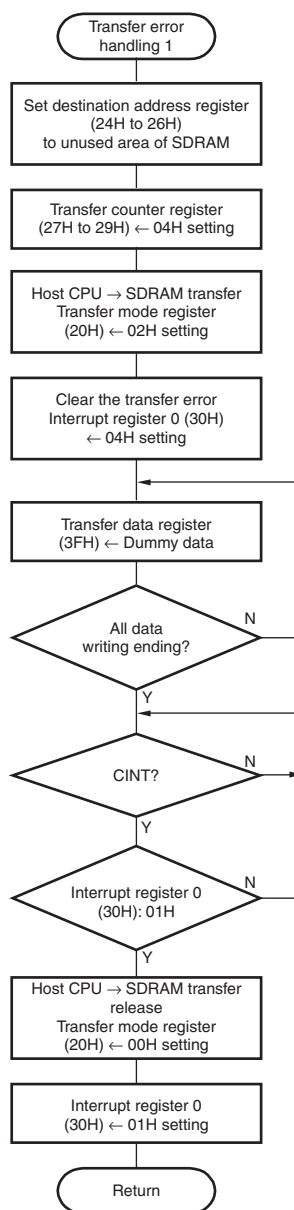 Transfer error
handling 1
Set destination address register
(24H to 26H)
to unused area of SDRAM
Transfer counter register
(27H to 29H) ← 04H setting
Host CPU → SDRAM transfer
Transfer mode register
(20H) ← 02H setting
Clear the transfer error
Interrupt register 0 (30H)
← 04H setting
Transfer data register
(3FH) ← Dummy data
All data
writing ending?
N
Y
CINT?
N
Y
Interrupt register 0
(30H): 01H
N
Y
Host CPU → SDRAM transfer
release
Transfer mode register
(20H) ← 00H setting
Interrupt register 0
(30H) ← 01H setting
Return